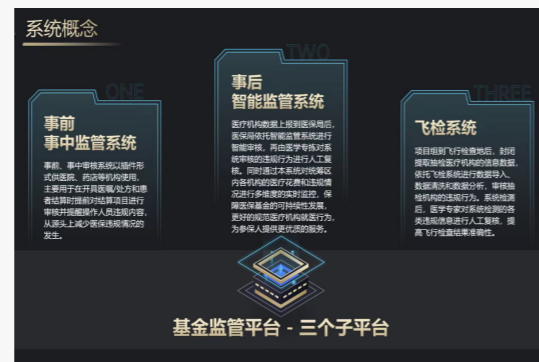 系统概念
ONE
事前
事中监管系统
事前、事中审核系统以插件形
式供医院、药店等机构使用,
主要用于在开具医嘱/处方和患
者结算时提前对结算项目进行
审核并提醒操作人员违规内容,
从源头上减少医保违规情况的
发生。
TWO
事后
智能监管系统
医疗机构数据上报到医保局后,
医保局依托智能监管系统进行
智能审核, 再由医学专拣对系
统审核的违规行为进行人工复
核。同时通过本系统对统筹区
内各机构的医疗花费和违规情
况进行多维度的实时监控, 保
障医保基金的可持续性发展,
更好的规范医疗机构就医行为,
为参保人提供更优质的服务。
THREE
飞检系统
项目组到飞行检查地后, 封闭
提取抽检医疗机构的信息数据,
依托飞检系统进行数据导入、
数据清洗和数据分析, 审核抽
检机构的违规行为。系统检测
后, 医学专家对系统检测的各
类违规信息进行人工复核, 提
高飞行检查结果准确性。
基金监管平台 - 三个子平台